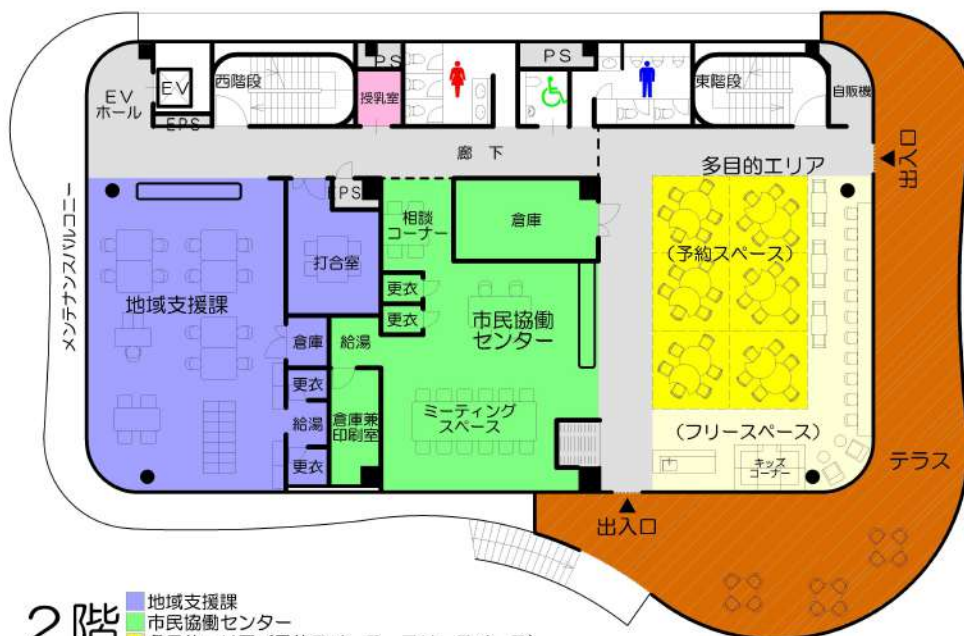 PS
PS
EV
西階段
東階段
授乳室
自販機
EV
ホール
EPS
廊下
出入口
多目的エリア
メンテナンスバルコニー
EPS
相談
コーナー
倉庫
打合室
(予約スペース)
地域支援課
更衣
更衣
市民協働
センター
倉庫
給湯
更衣
給湯
更衣
倉庫兼
印刷室
ミーティング
スペース
(フリースペース)
キッズ
コーナー
テラス
出入口
2階
地域支援課
市民協働センター